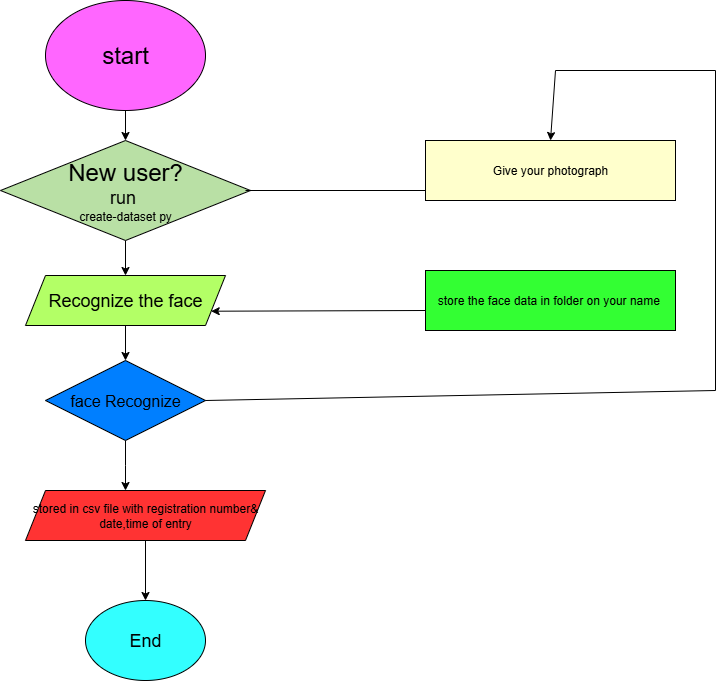 start
New user?
run
create-dataset py
Give your photograph
Recognize the face
store the face data in folder on your name
face Recognize
stored in csv file with registration number&
date,time of entry
End